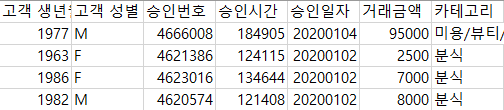 고객 생년 고객 성별 승인번호 승인시간 승인일자 거래금액 카테고리
1977 M 4666008 184905 20200104 95000 미용/뷰티/
1963 F 4621386 124115 20200102 2500 분식
1986 F 4623016 134644 20200102 7000 분식
1982 M 4620574 121408 20200102 8000 분식